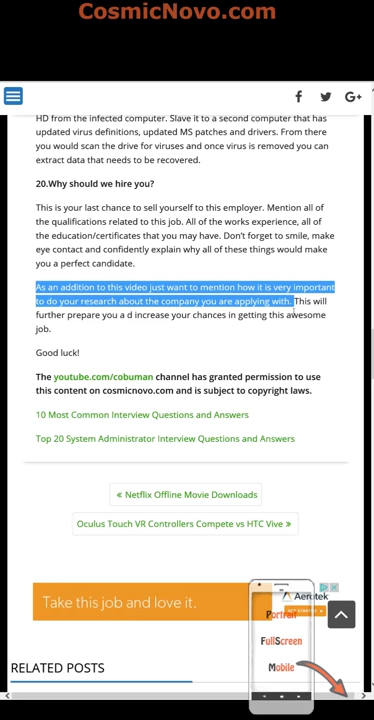 CosmicNovo.com
HD from the infected computer. Slave it to a second computer that has
updated virus definitions, updated MS patches and drivers. From there
you would scan the drive for viruses and once virus is removed you can
extract data that needs to be recovered.
20.Why should we hire you?
This is your last chance to sell yourself to this employer. Mention all of
the qualifications related to this job. All of the works experience, all of
the education/certificates that you may have. Don't forget to smile, make
eye contact and confidently explain why all of these things would make
you a perfect candidate.
As an addition to this video just want to mention how it is very important
to do your research about the company you are applying with. This will
further prepare you a d increase your chances in getting this awesome
job.
Good luck!
The youtube.com/cobuman channel has granted permission to use
this content on cosmicnovo.com and is subject to copyright laws.
10 Most Common Interview Questions and Answers
Top 20 System Administrator Interview Questions and Answers
« Netflix Offline Movie Downloads
Oculus Touch VR Controllers Compete vs HTC Vive »
Take this job and love it.
Aerotek
Portrait
FullScreen
Mobile
RELATED POSTS